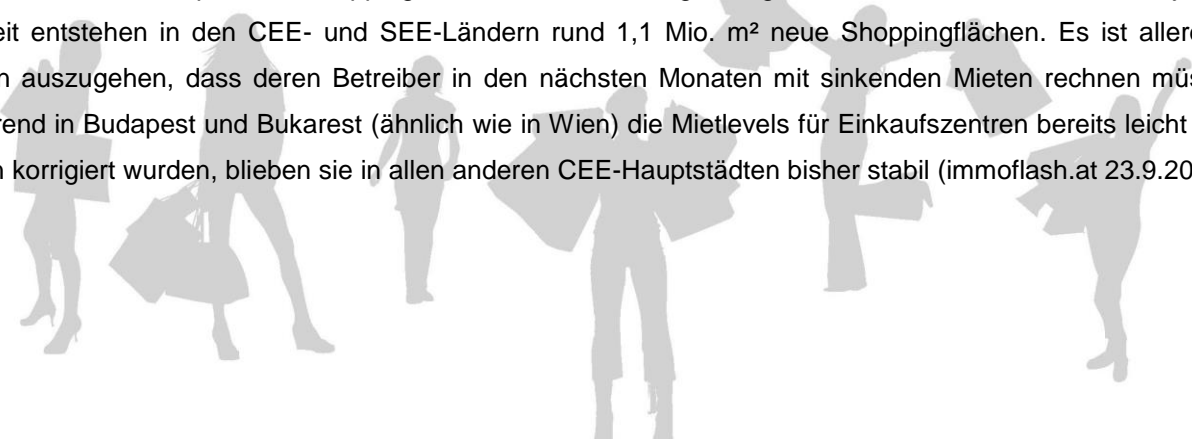 eit entstehen in den CEE- und SEE-Ländern rund 1,1 Mio. m² neue Shoppingflächen. Es ist allere
n auszugehen, dass deren Betreiber in den nächsten Monaten mit sinkenden Mieten rechnen müs
rend in Budapest und Bukarest (ähnlich wie in Wien) die Mietlevels für Einkaufszentren bereits leicht
n korrigiert wurden, blieben sie in allen anderen CEE-Hauptstädten bisher stabil (immoflash.at 23.9.20